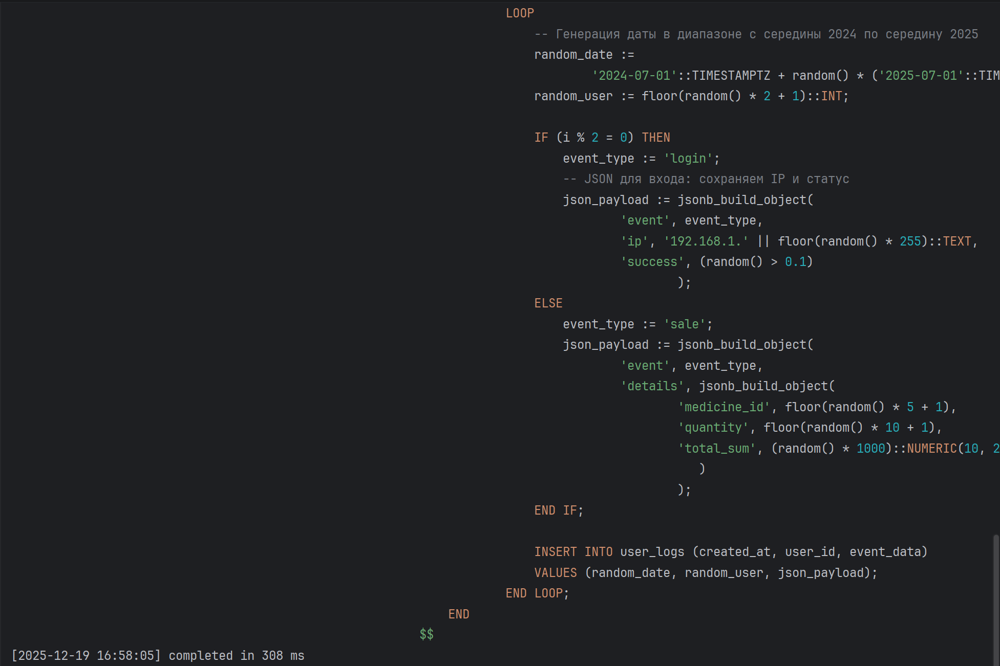 LOOP
-- Генерация даты в диапазоне с середины 2024 по середину 2025
random_date :=
'2024-07-01'::TIMESTAMPTZ + random() * ('2025-07-01'::TIM
random_user := floor(random() * 2 + 1)::INT;
IF (i % 2 = 0) THEN
event_type := 'login';
-- JSON для входа: сохраняем IP и статус
json_payload := jsonb_build_object(
'event', event_type,
'ip', '192.168.1.' || floor(random() * 255)::TEXT,
'success', (random() > 0.1)
);
ELSE
event_type := 'sale';
json_payload := jsonb_build_object(
'event', event_type,
'details', jsonb_build_object(
'medicine_id', floor(random() * 5 + 1),
'quantity', floor(random() * 10 + 1),
'total_sum', (random() * 1000)::NUMERIC(10, 2
)
);
END IF;
INSERT INTO user_logs (created_at, user_id, event_data)
VALUES (random_date, random_user, json_payload);
END LOOP;
END
$$
[2025-12-19 16:58:05] completed in 308 ms